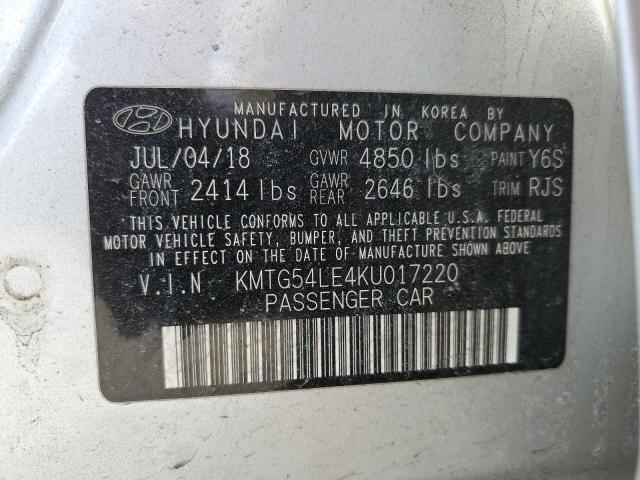 MANUFACTURED IN KOREA BY
HYUNDAI MOTOR COMPANY
JUL/04/18 GVWR 4850 lbs PAINT Y6S
GAWR FRONT 2414 lbs GAWR REAR 2646 lbs TRIM RJS
THIS VEHICLE CONFORMS TO ALL APPLICABLE U.S.A. FEDERAL
MOTOR VEHICLE SAFETY, BUMPER, AND THEFT PREVENTION STANDARDS
IN EFFECT ON THE DATE OF MANUFACTURE SHOWN ABOVE
V.I.N KMTG54LE4KU017220
PASSENGER CAR